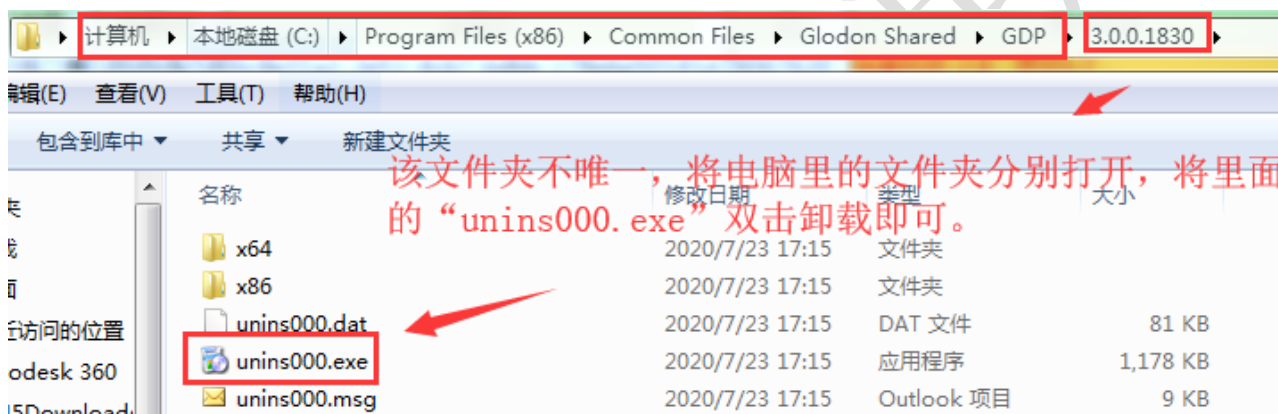 计算机 本地磁盘 (C:) Program Files (x86) Common Files Glodon Shared GDP 3.0.0.1830
编辑(E) 查看(V) 工具(T) 帮助(H)
包含到库中 共享 新建文件夹
该文件夹不唯一，将电脑里的文件夹分别打开，将里面
的“unins000.exe”双击卸载即可。
名称 修改日期 类型 大小
x64 2020/7/23 17:15 文件夹
x86 2020/7/23 17:15 文件夹
unins000.dat 2020/7/23 17:15 DAT 文件 81 KB
近访问的位置
unins000.exe 2020/7/23 17:15 应用程序 1,178 KB
odesk 360
unins000.msg 2020/7/23 17:15 Outlook 项目 9 KB